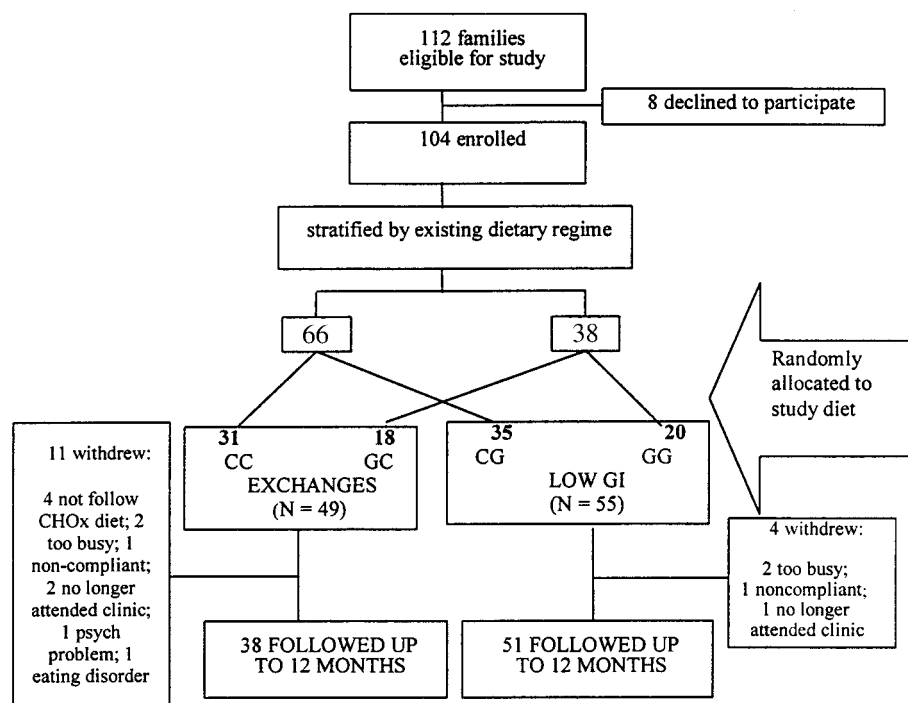 112 families
eligible for study
8 declined to participate
104 enrolled
stratified by existing dietary regime
66
38
Randomly
allocated to
study diet
31
18
CC
GC
EXCHANGES
(N = 49)
35
20
CG
GG
LOW GI
(N = 55)
11 withdrew:
4 not follow
CHOx diet; 2
too busy; 1
non-compliant;
2 no longer
attended clinic;
1 psych
problem; 1
eating disorder
4 withdrew:
2 too busy;
1 noncompliant;
1 no longer
attended clinic
38 FOLLOWED UP
TO 12 MONTHS
51 FOLLOWED UP
TO 12 MONTHS